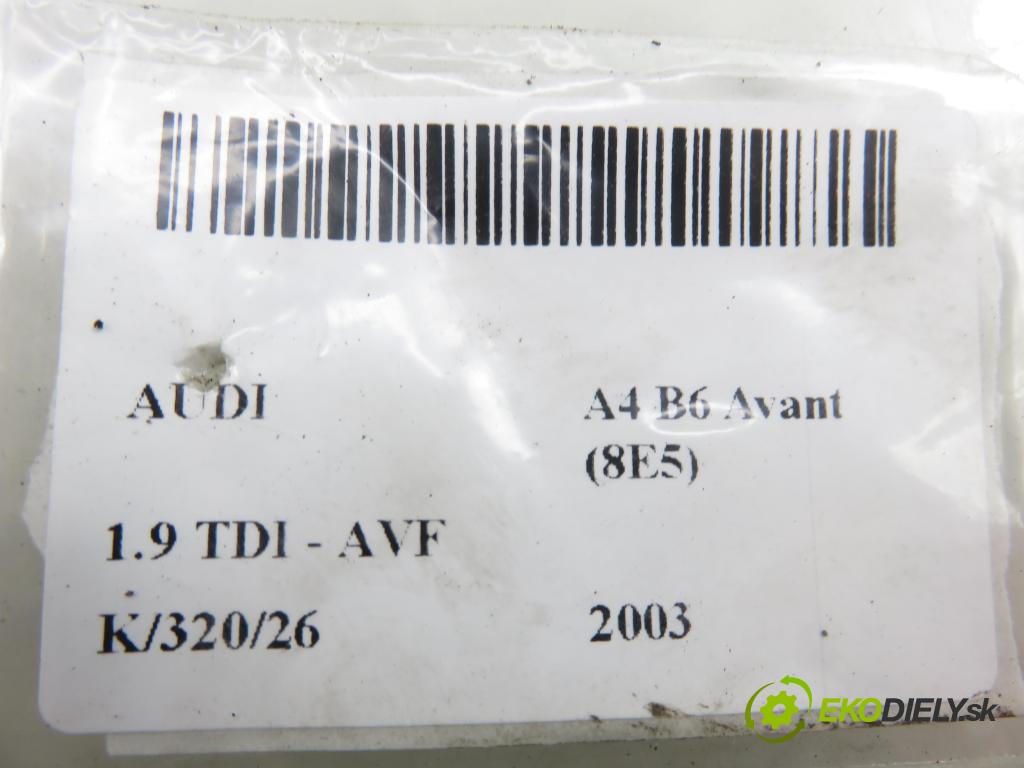 AUDI
A4 B6 Avant
(8E5)
1.9 TDI - AVF
K/320/26
2003
EKODIELY.sk